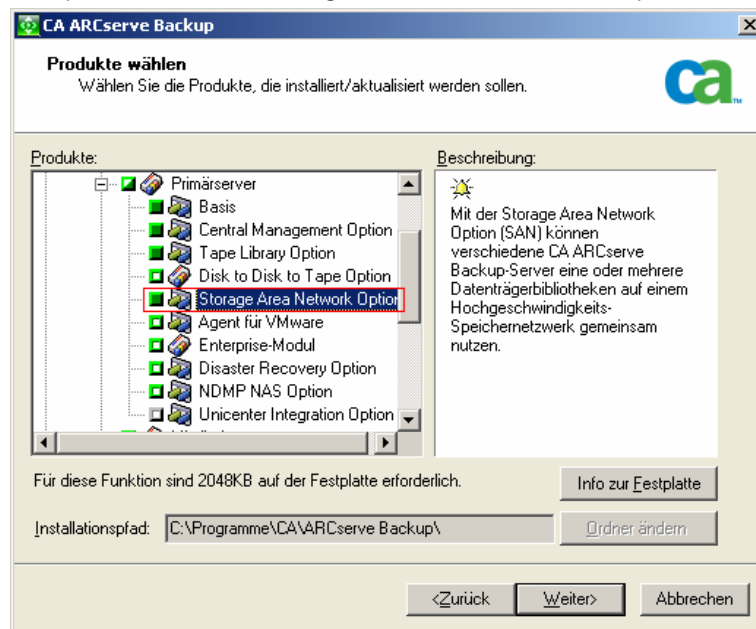 CA ARCserve Backup
Produkte wählen
Wählen Sie die Produkte, die installiert/aktualisiert werden sollen.
ca
Produkte:
Primärserver
Basis
Central Management Option
Tape Library Option
Disk to Disk to Tape Option
Storage Area Network Option
Agent für VMware
Enterprise-Modul
Disaster Recovery Option
NDMP NAS Option
Unicenter Integration Option
Beschreibung:
Mit der Storage Area Network
Option (SAN) können
verschiedene CA ARCserve
Backup-Server eine oder mehrere
Datenträgerbibliotheken auf einem
Hochgeschwindigkeits-
Speichernetzwerk gemeinsam
nutzen.
Für diese Funktion sind 2048KB auf der Festplatte erforderlich.
Info zur Festplatte
Installationspfad: C:\Programme\CA\ARCserve Backup\
Ordner ändern
<Zurück
Weiter>
Abbrechen